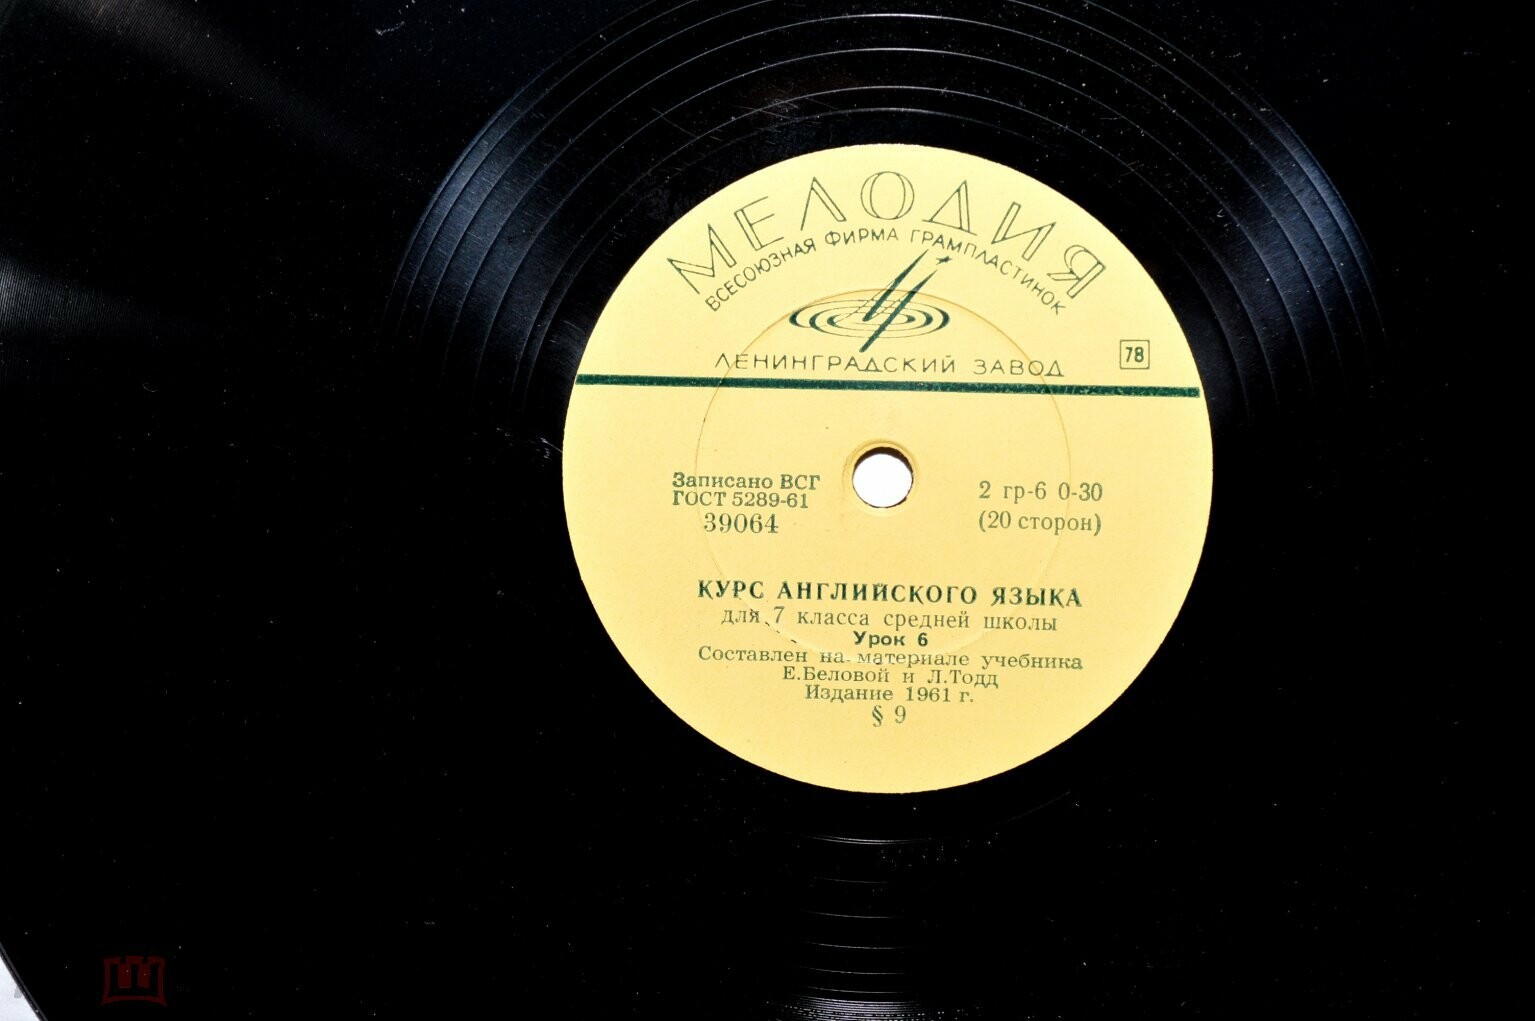 МЕЛОДИЯ
ВСЕСОЮЗНАЯ ФИРМА ГРАМПЛАСТИНОК
ЛЕНИНГРАДСКИЙ ЗАВОД
78
Записано ВСГ
ГОСТ 5289-61
39064
2 гр-6 0-30
(20 сторон)
КУРС АНГЛИЙСКОГО ЯЗЫКА
для 7 класса средней школы
Урок 6
Составлен на материале учебника
Е.Беловой и Л.Тодд
Издание 1961 г.
§ 9